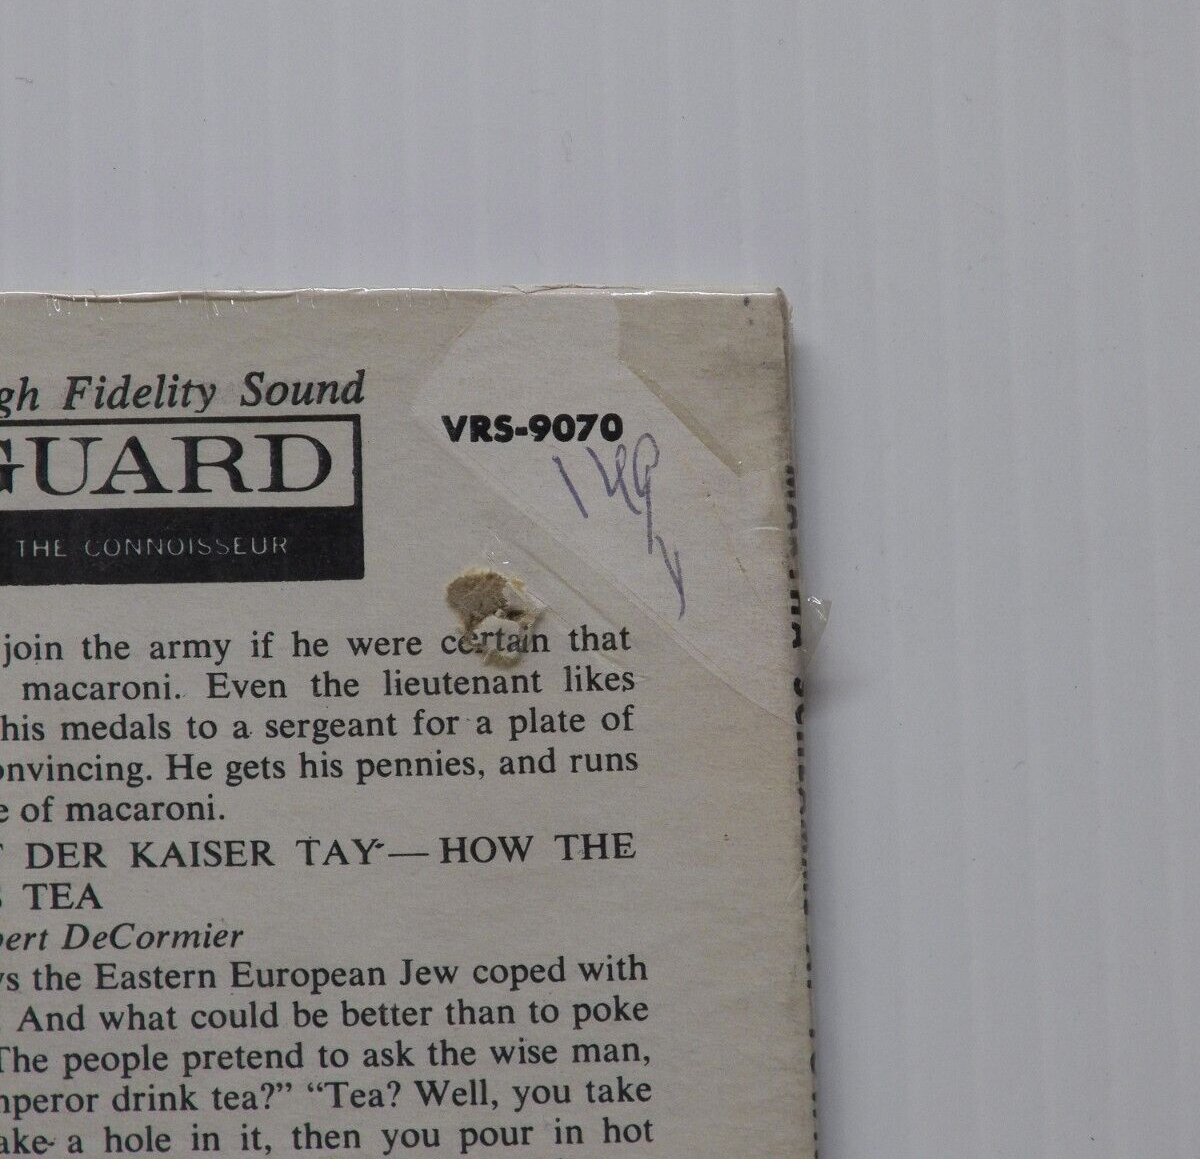 gh Fidelity Sound
GUARD
VRS-9070
149
THE CONNOISSEUR
join the army if he were certain that
macaroni. Even the lieutenant likes
his medals to a sergeant for a plate of
onvincing. He gets his pennies, and runs
e of macaroni.
DER KAISER TAY—HOW THE
S TEA
bert DeCormier
ys the Eastern European Jew coped with
. And what could be better than to poke
The people pretend to ask the wise man,
mperor drink tea?” “Tea? Well, you take
ake a hole in it, then you pour in hot